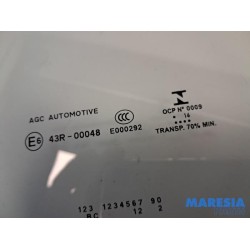 AGC AUTOMOTIVE
E6 43R-00048 CCC E000292
OCP Nº 0009
· 14
TRANSP. 70% MIN.
123 1234567 90
BC 12 2
MARESIA